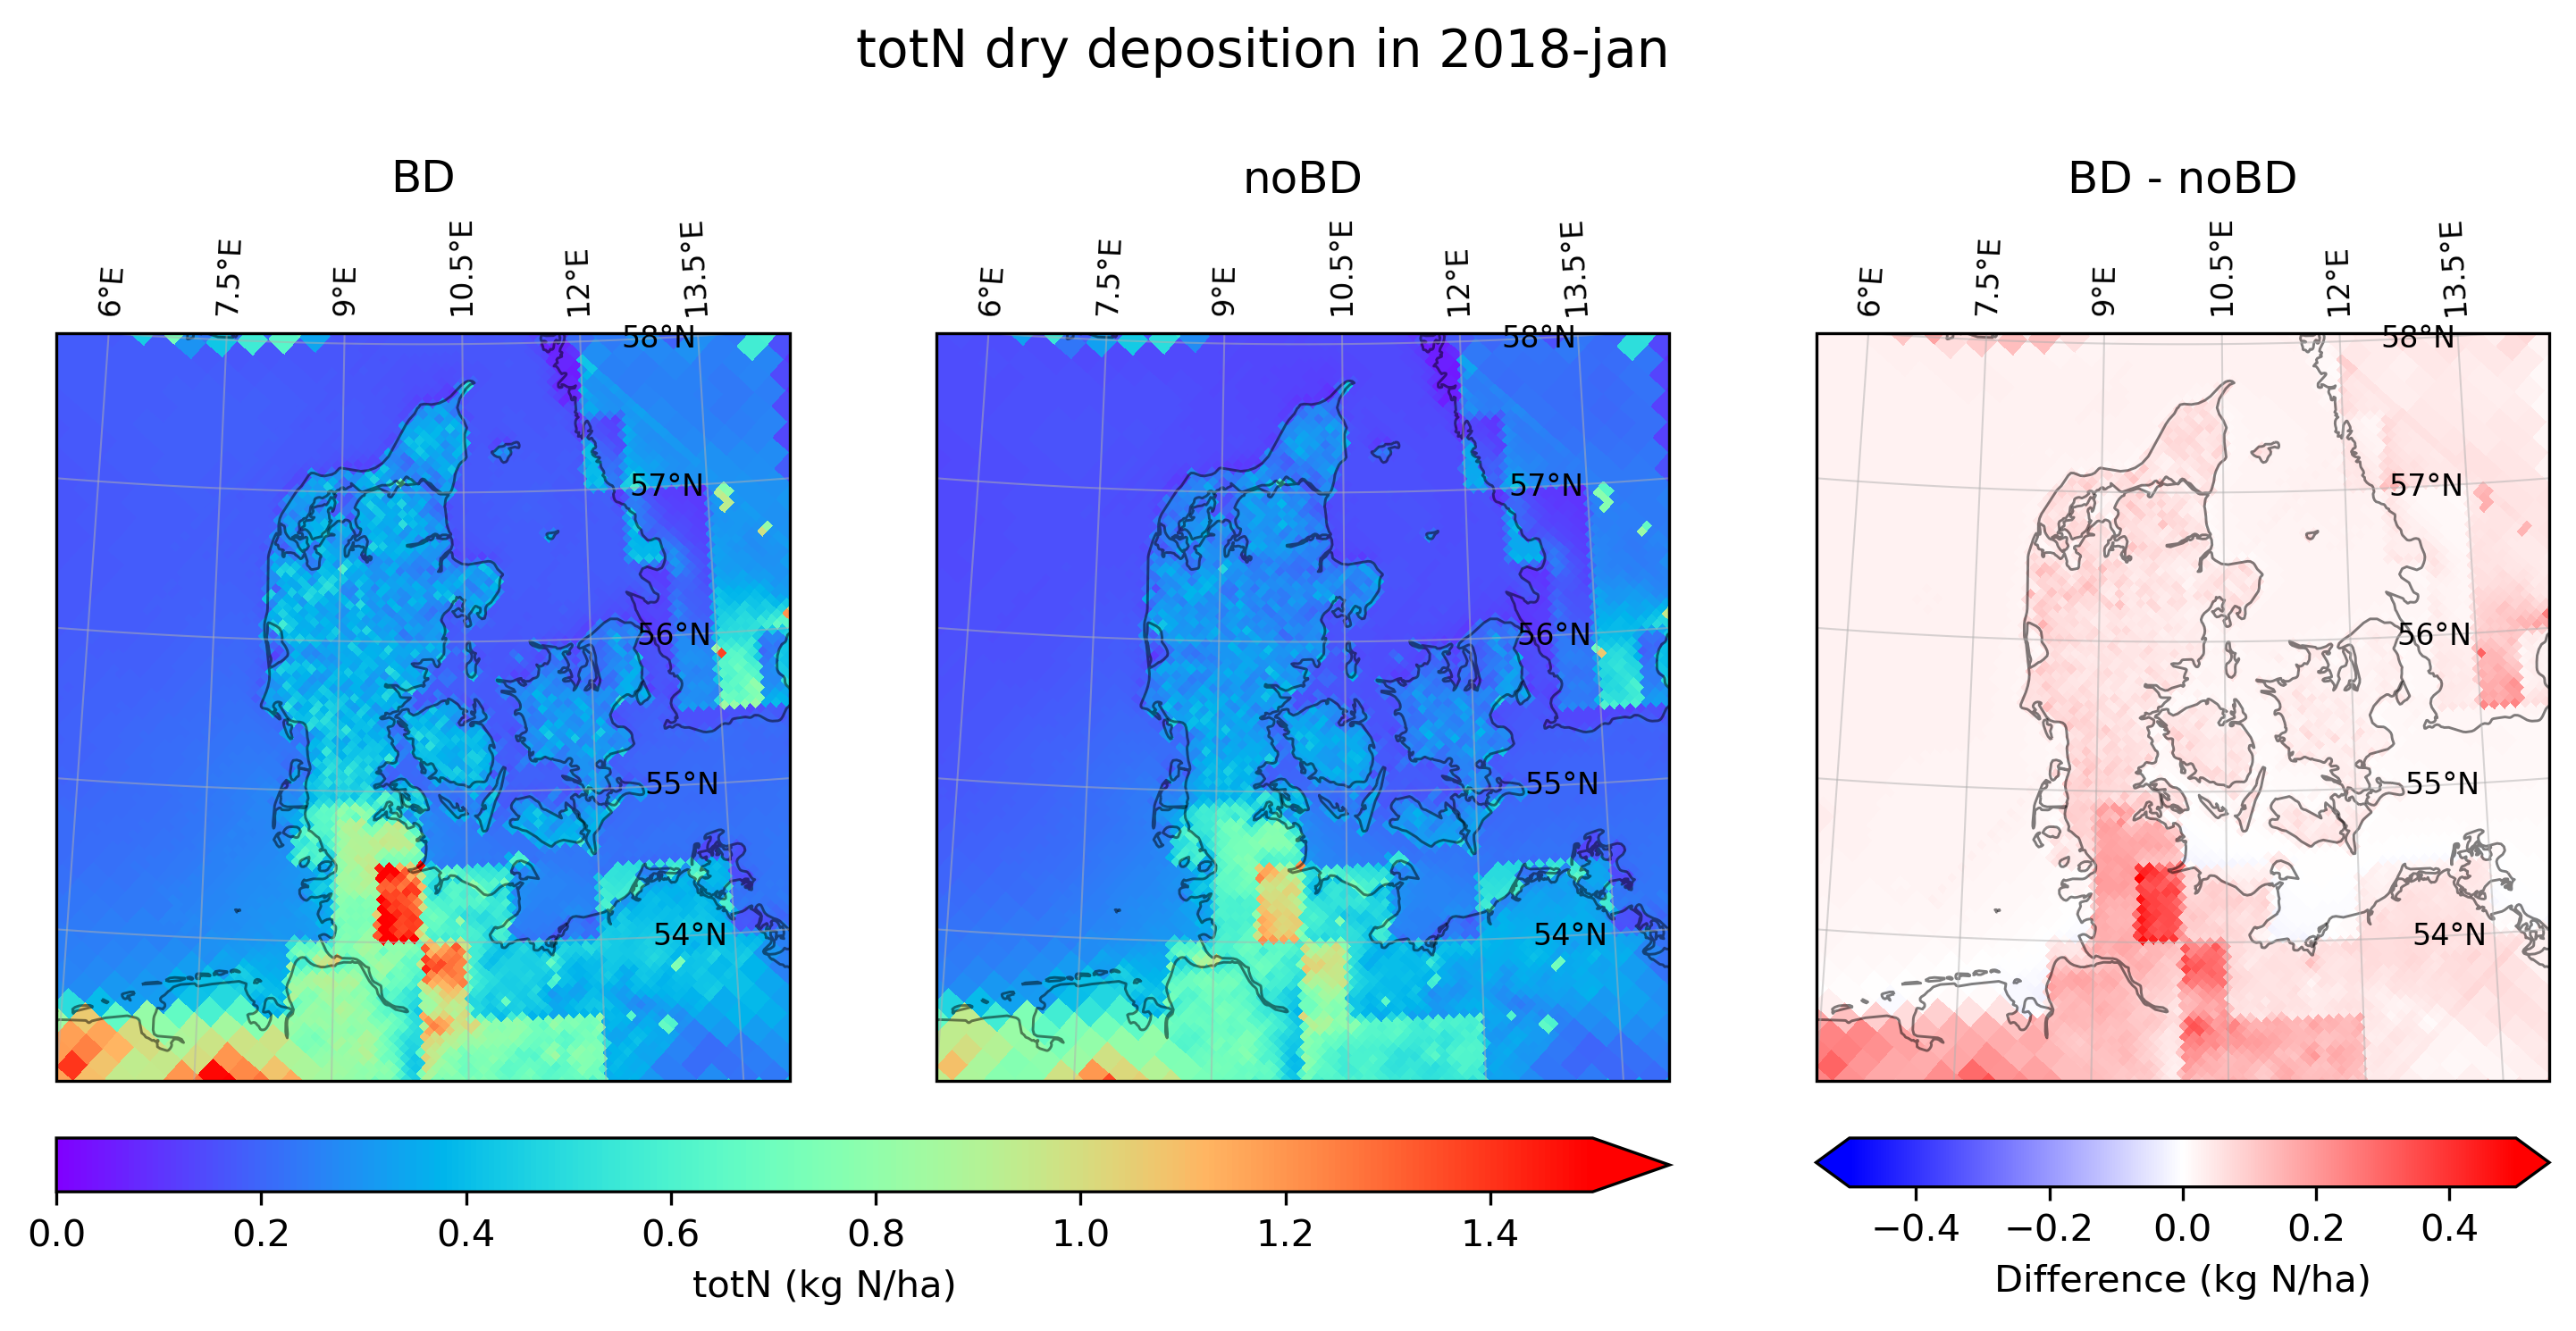 totN dry deposition in 2018-jan
BD
noBD
BD - noBD
6°E 7.5°E 9°E 10.5°E 12°E 13.5°E
6°E 7.5°E 9°E 10.5°E 12°E 13.5°E
6°E 7.5°E 9°E 10.5°E 12°E 13.5°E
58°N 58°N 58°N
57°N 57°N 57°N
56°N 56°N 56°N
55°N 55°N 55°N
54°N 54°N 54°N
0.0 0.2 0.4 0.6 0.8 1.0 1.2 1.4
totN (kg N/ha)
−0.4 −0.2 0.0 0.2 0.4
Difference (kg N/ha)